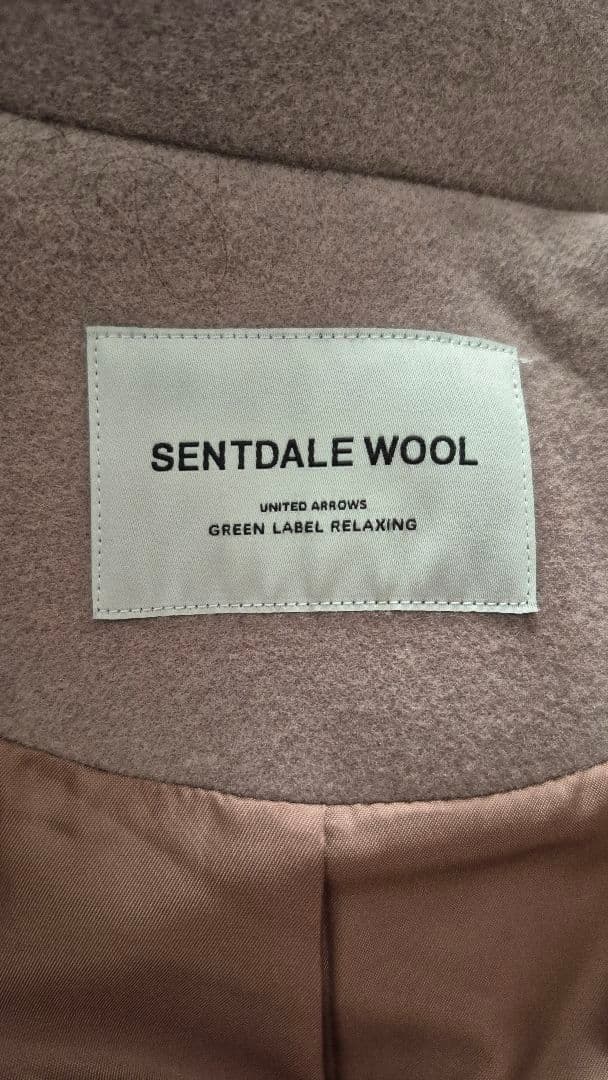 SENTDALE WOOL
UNITED ARROWS
GREEN LABEL RELAXING